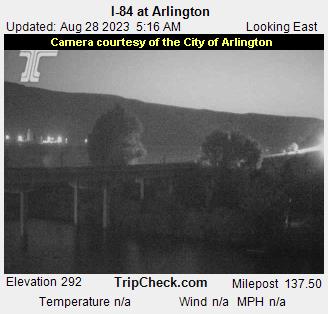 I-84 at Arlington
Updated: Aug 28 2023 5:16 AM Looking East
Camera courtesy of the City of Arlington
Elevation 292 TripCheck.com Milepost 137.50
Temperature n/a Wind n/a MPH n/a